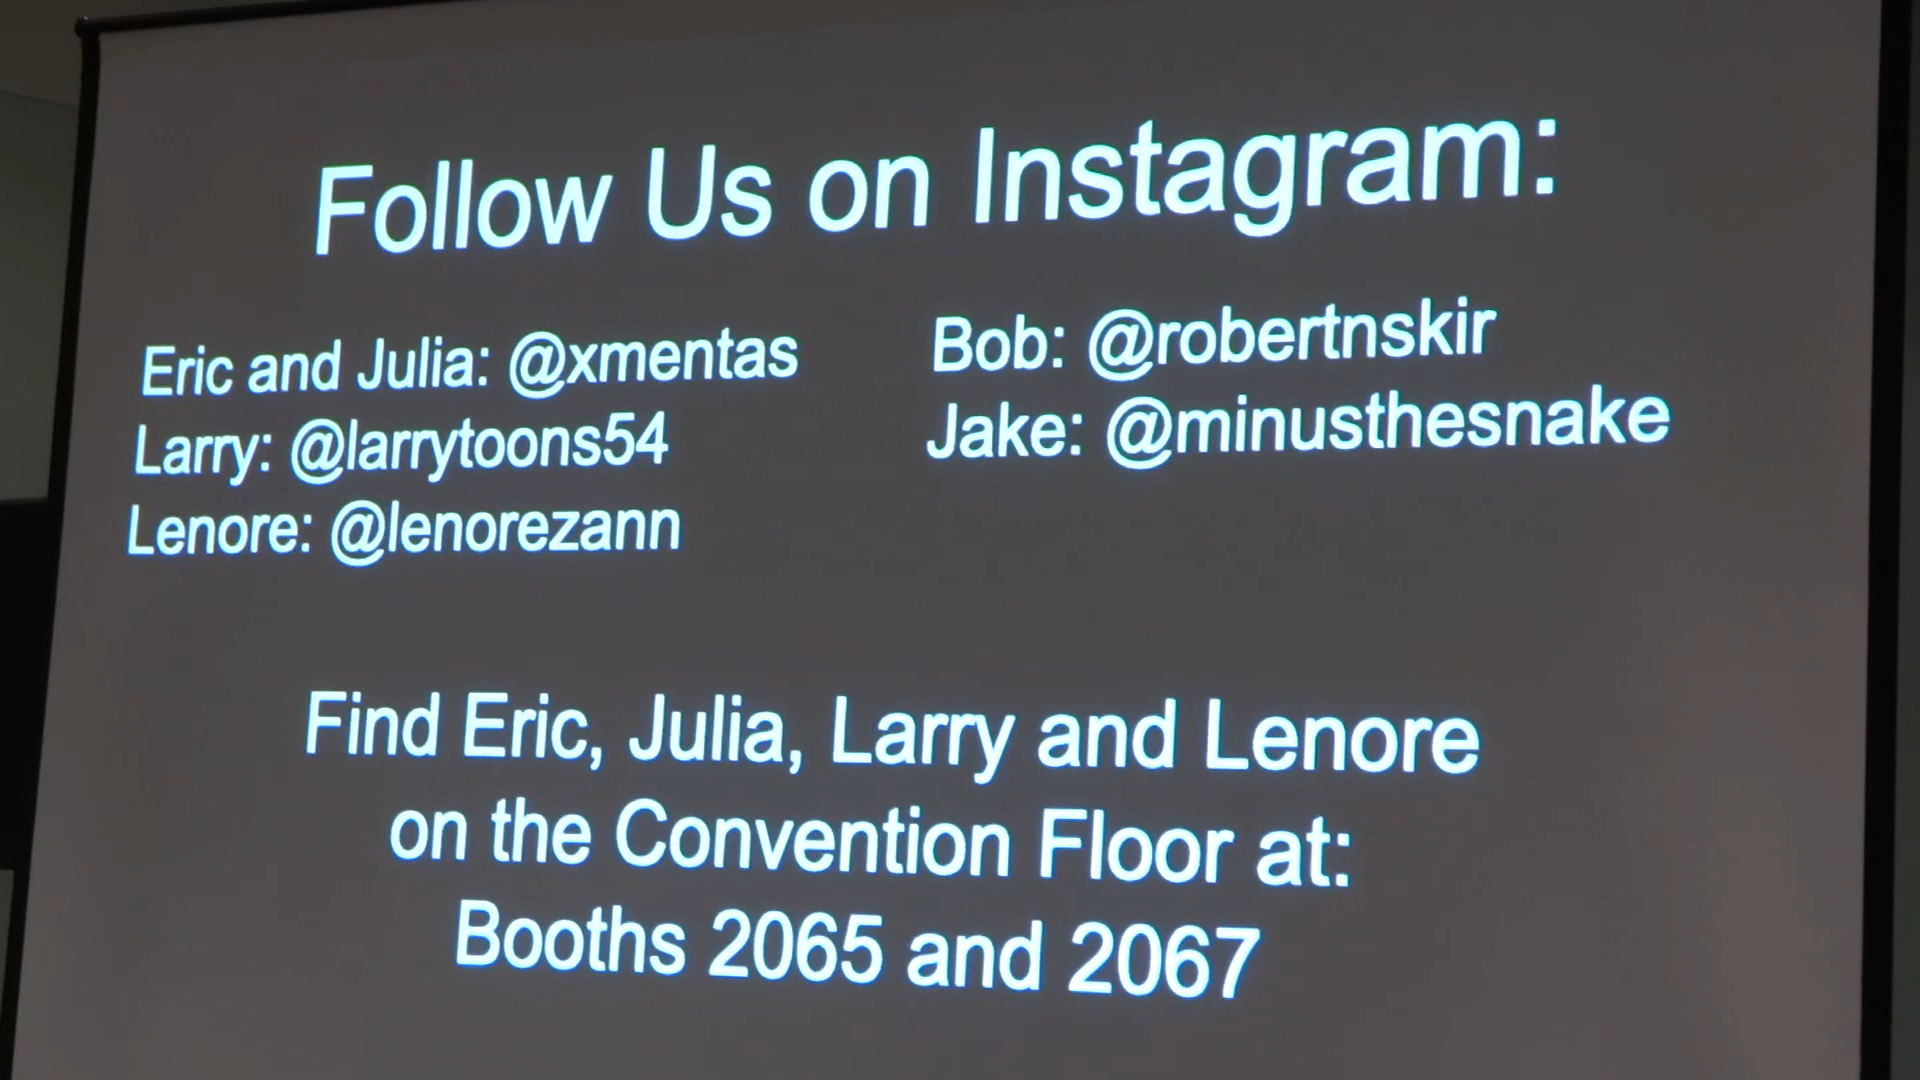 Follow Us on Instagram:
Eric and Julia: @xmentas
Larry: @larrytoons54
Lenore: @lenorezann
Bob: @robertnskir
Jake: @minusthesnake
Find Eric, Julia, Larry and Lenore
on the Convention Floor at:
Booths 2065 and 2067